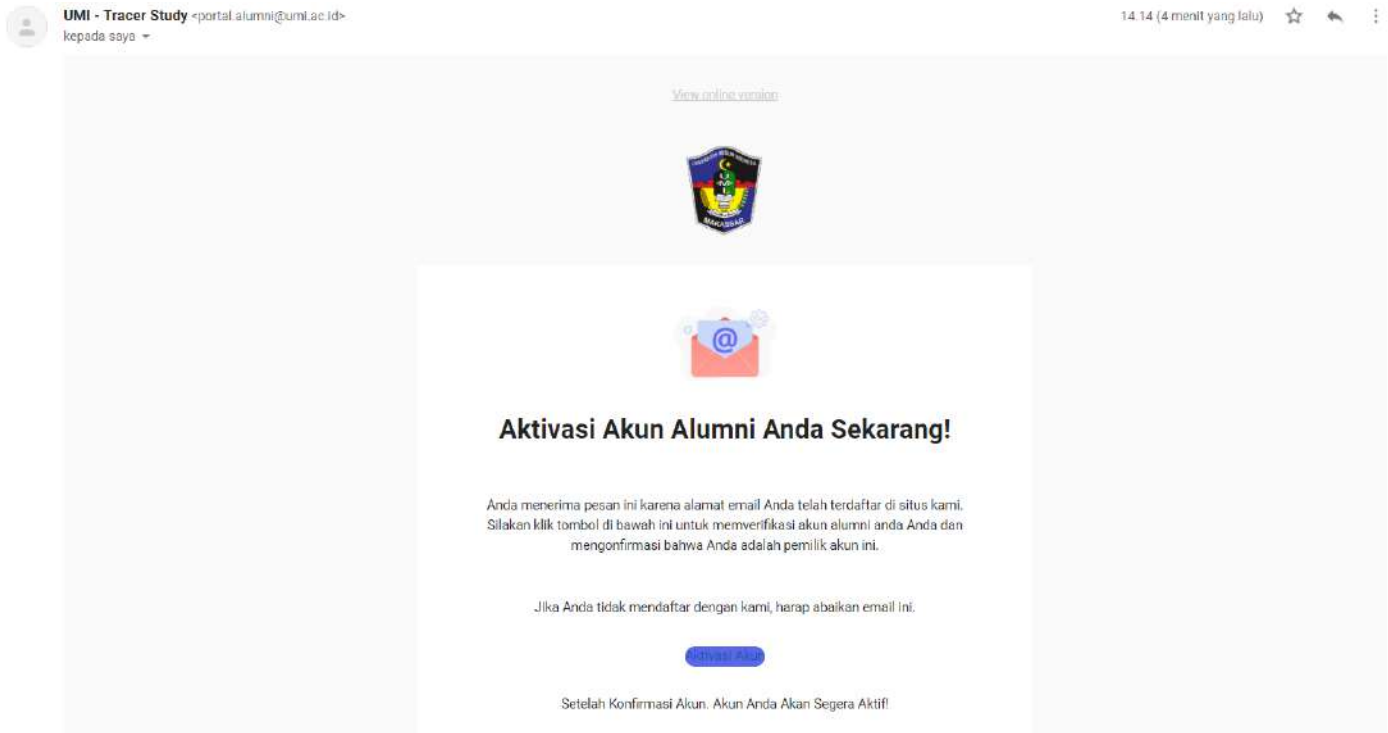 UMI - Tracer Study <portal.alumni@umi.ac.id>
14.14 (4 menit yang lalu)
kepada saya
View online version
MAKASSAR
@
Aktivasi Akun Alumni Anda Sekarang!
Anda menerima pesan ini karena alamat email Anda telah terdaftar di situs kami.
Silakan klik tombol di bawah ini untuk memverifikasi akun alumni anda Anda dan
mengonfirmasi bahwa Anda adalah pemilik akun ini.
Jika Anda tidak mendaftar dengan kami, harap abaikan email ini.
Aktivasi Akun
Setelah Konfirmasi Akun. Akun Anda Akan Segera Aktif!